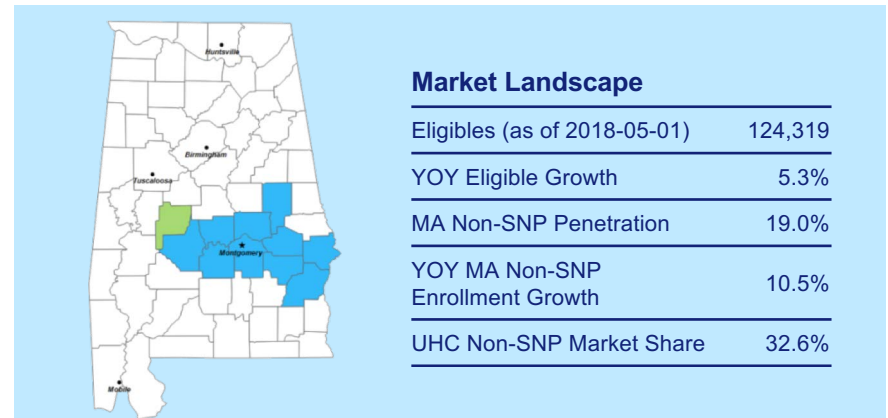 Huntsville
Birmingham
Tuscaloosa
Montgomery
Mobile
Market Landscape
Eligibles (as of 2018-05-01) 124,319
YOY Eligible Growth 5.3%
MA Non-SNP Penetration 19.0%
YOY MA Non-SNP
Enrollment Growth 10.5%
UHC Non-SNP Market Share 32.6%